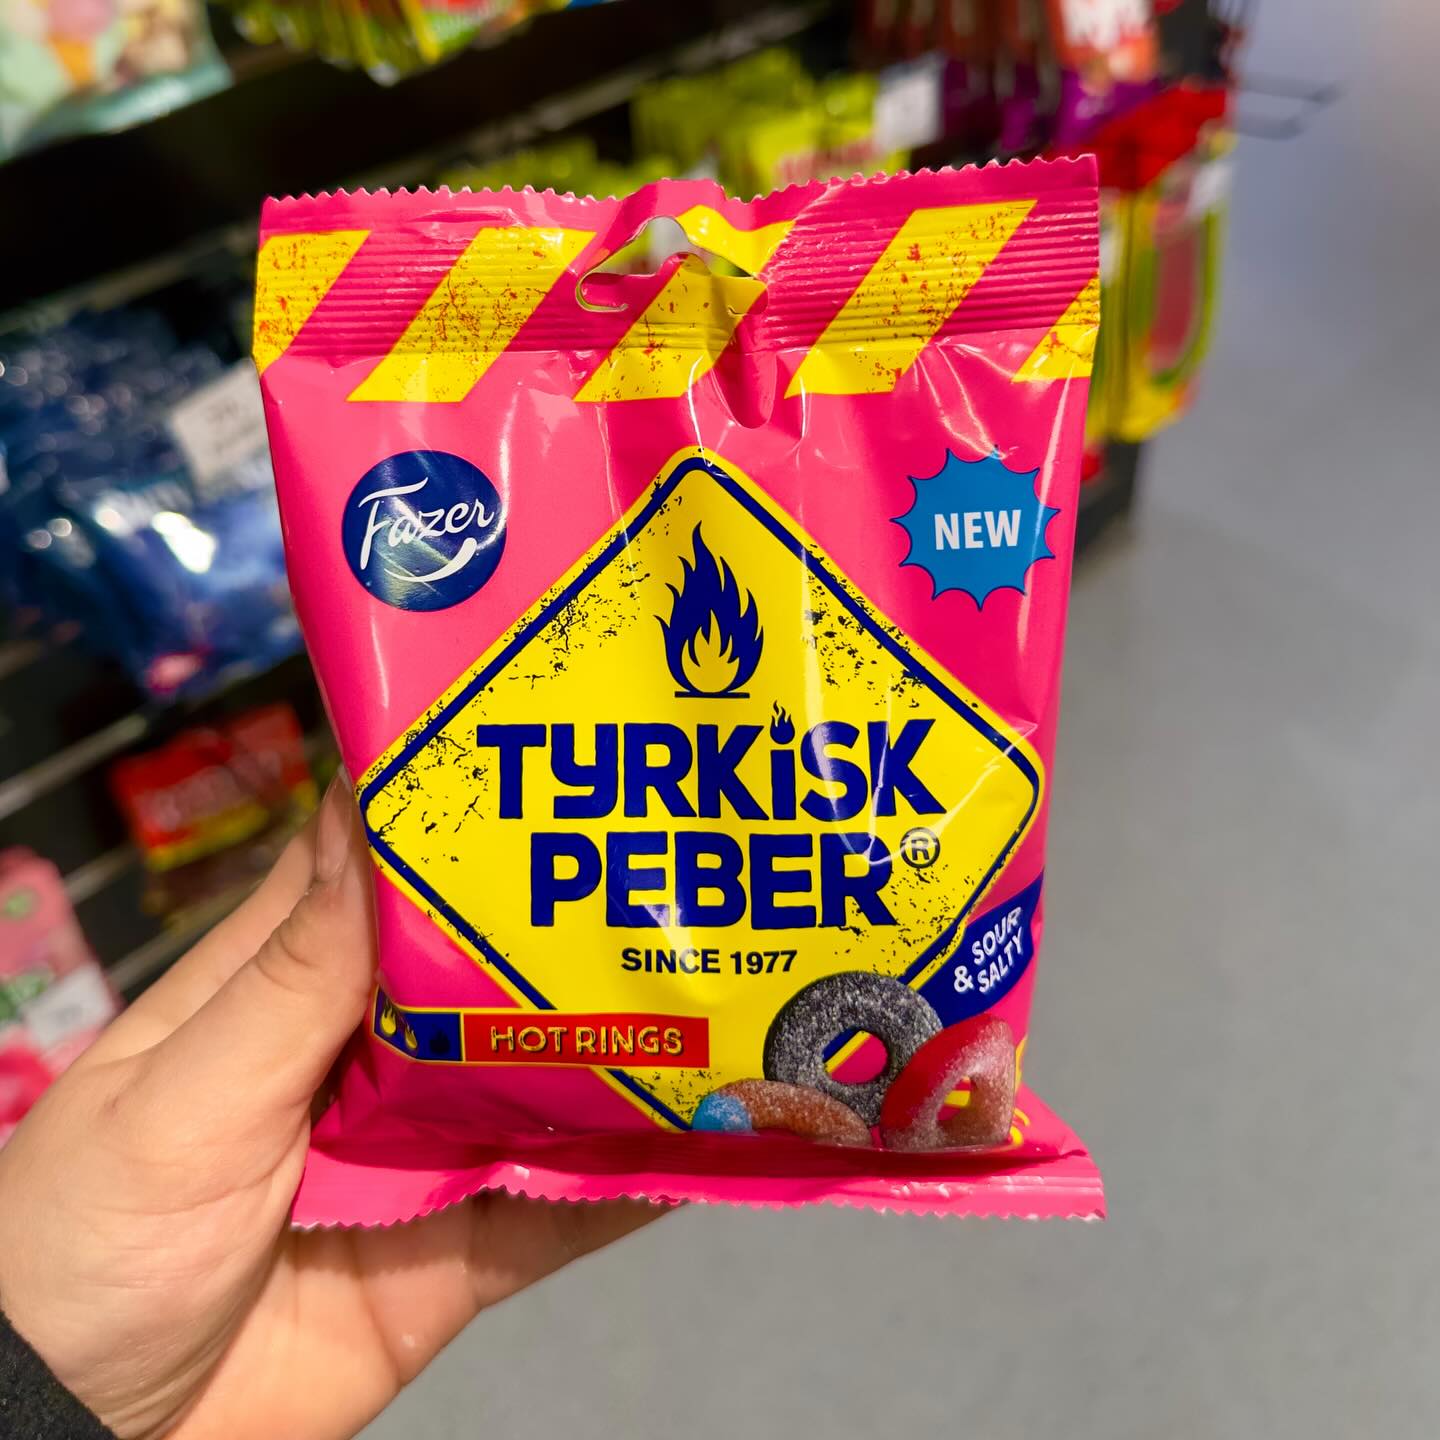 Fazer
NEW
TYRKiSK
PEBER®
SINCE 1977
SOUR
& SALTY
HOT RINGS